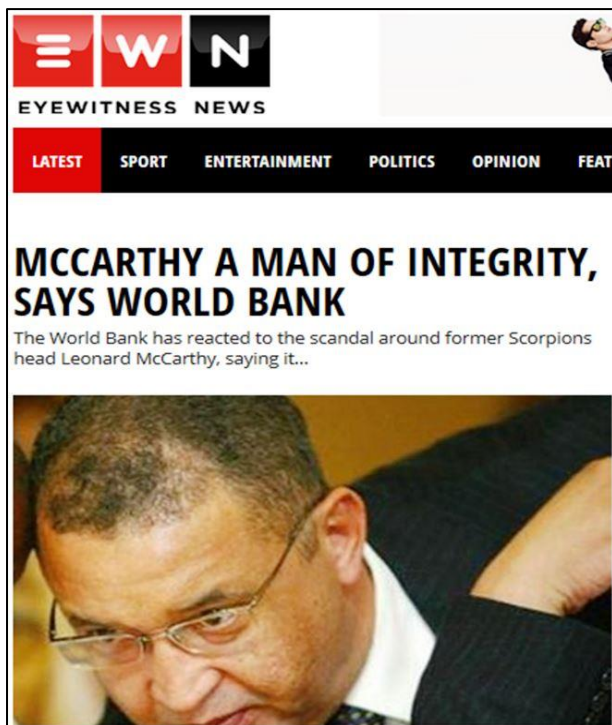 EWN
EYEWITNESS NEWS
LATEST SPORT ENTERTAINMENT POLITICS OPINION FEAT
MCCARTHY A MAN OF INTEGRITY,
SAYS WORLD BANK
The World Bank has reacted to the scandal around former Scorpions
head Leonard McCarthy, saying it...